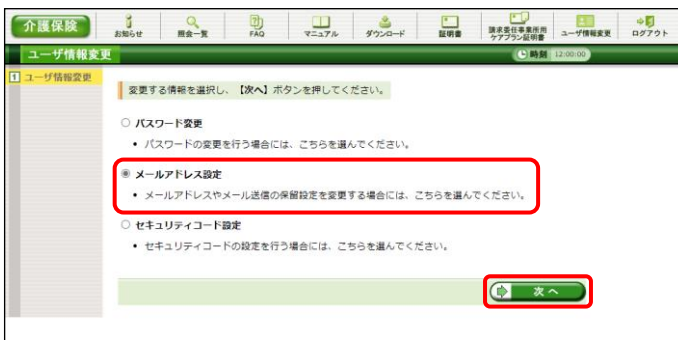 介護保険
お知らせ
照会一覧
FAQ
マニュアル
ダウンロード
証明書
請求委任事業所用
ケアプラン証明書
ユーザ情報変更
ログアウト
ユーザ情報変更
時刻 12:00:00
1 ユーザ情報変更
変更する情報を選択し、【次へ】ボタンを押してください。
パスワード変更
• パスワードの変更を行う場合には、こちらを選んでください。
メールアドレス設定
• メールアドレスやメール送信の保留設定を変更する場合には、こちらを選んでください。
セキュリティコード設定
• セキュリティコードの設定を行う場合には、こちらを選んでください。
次へ